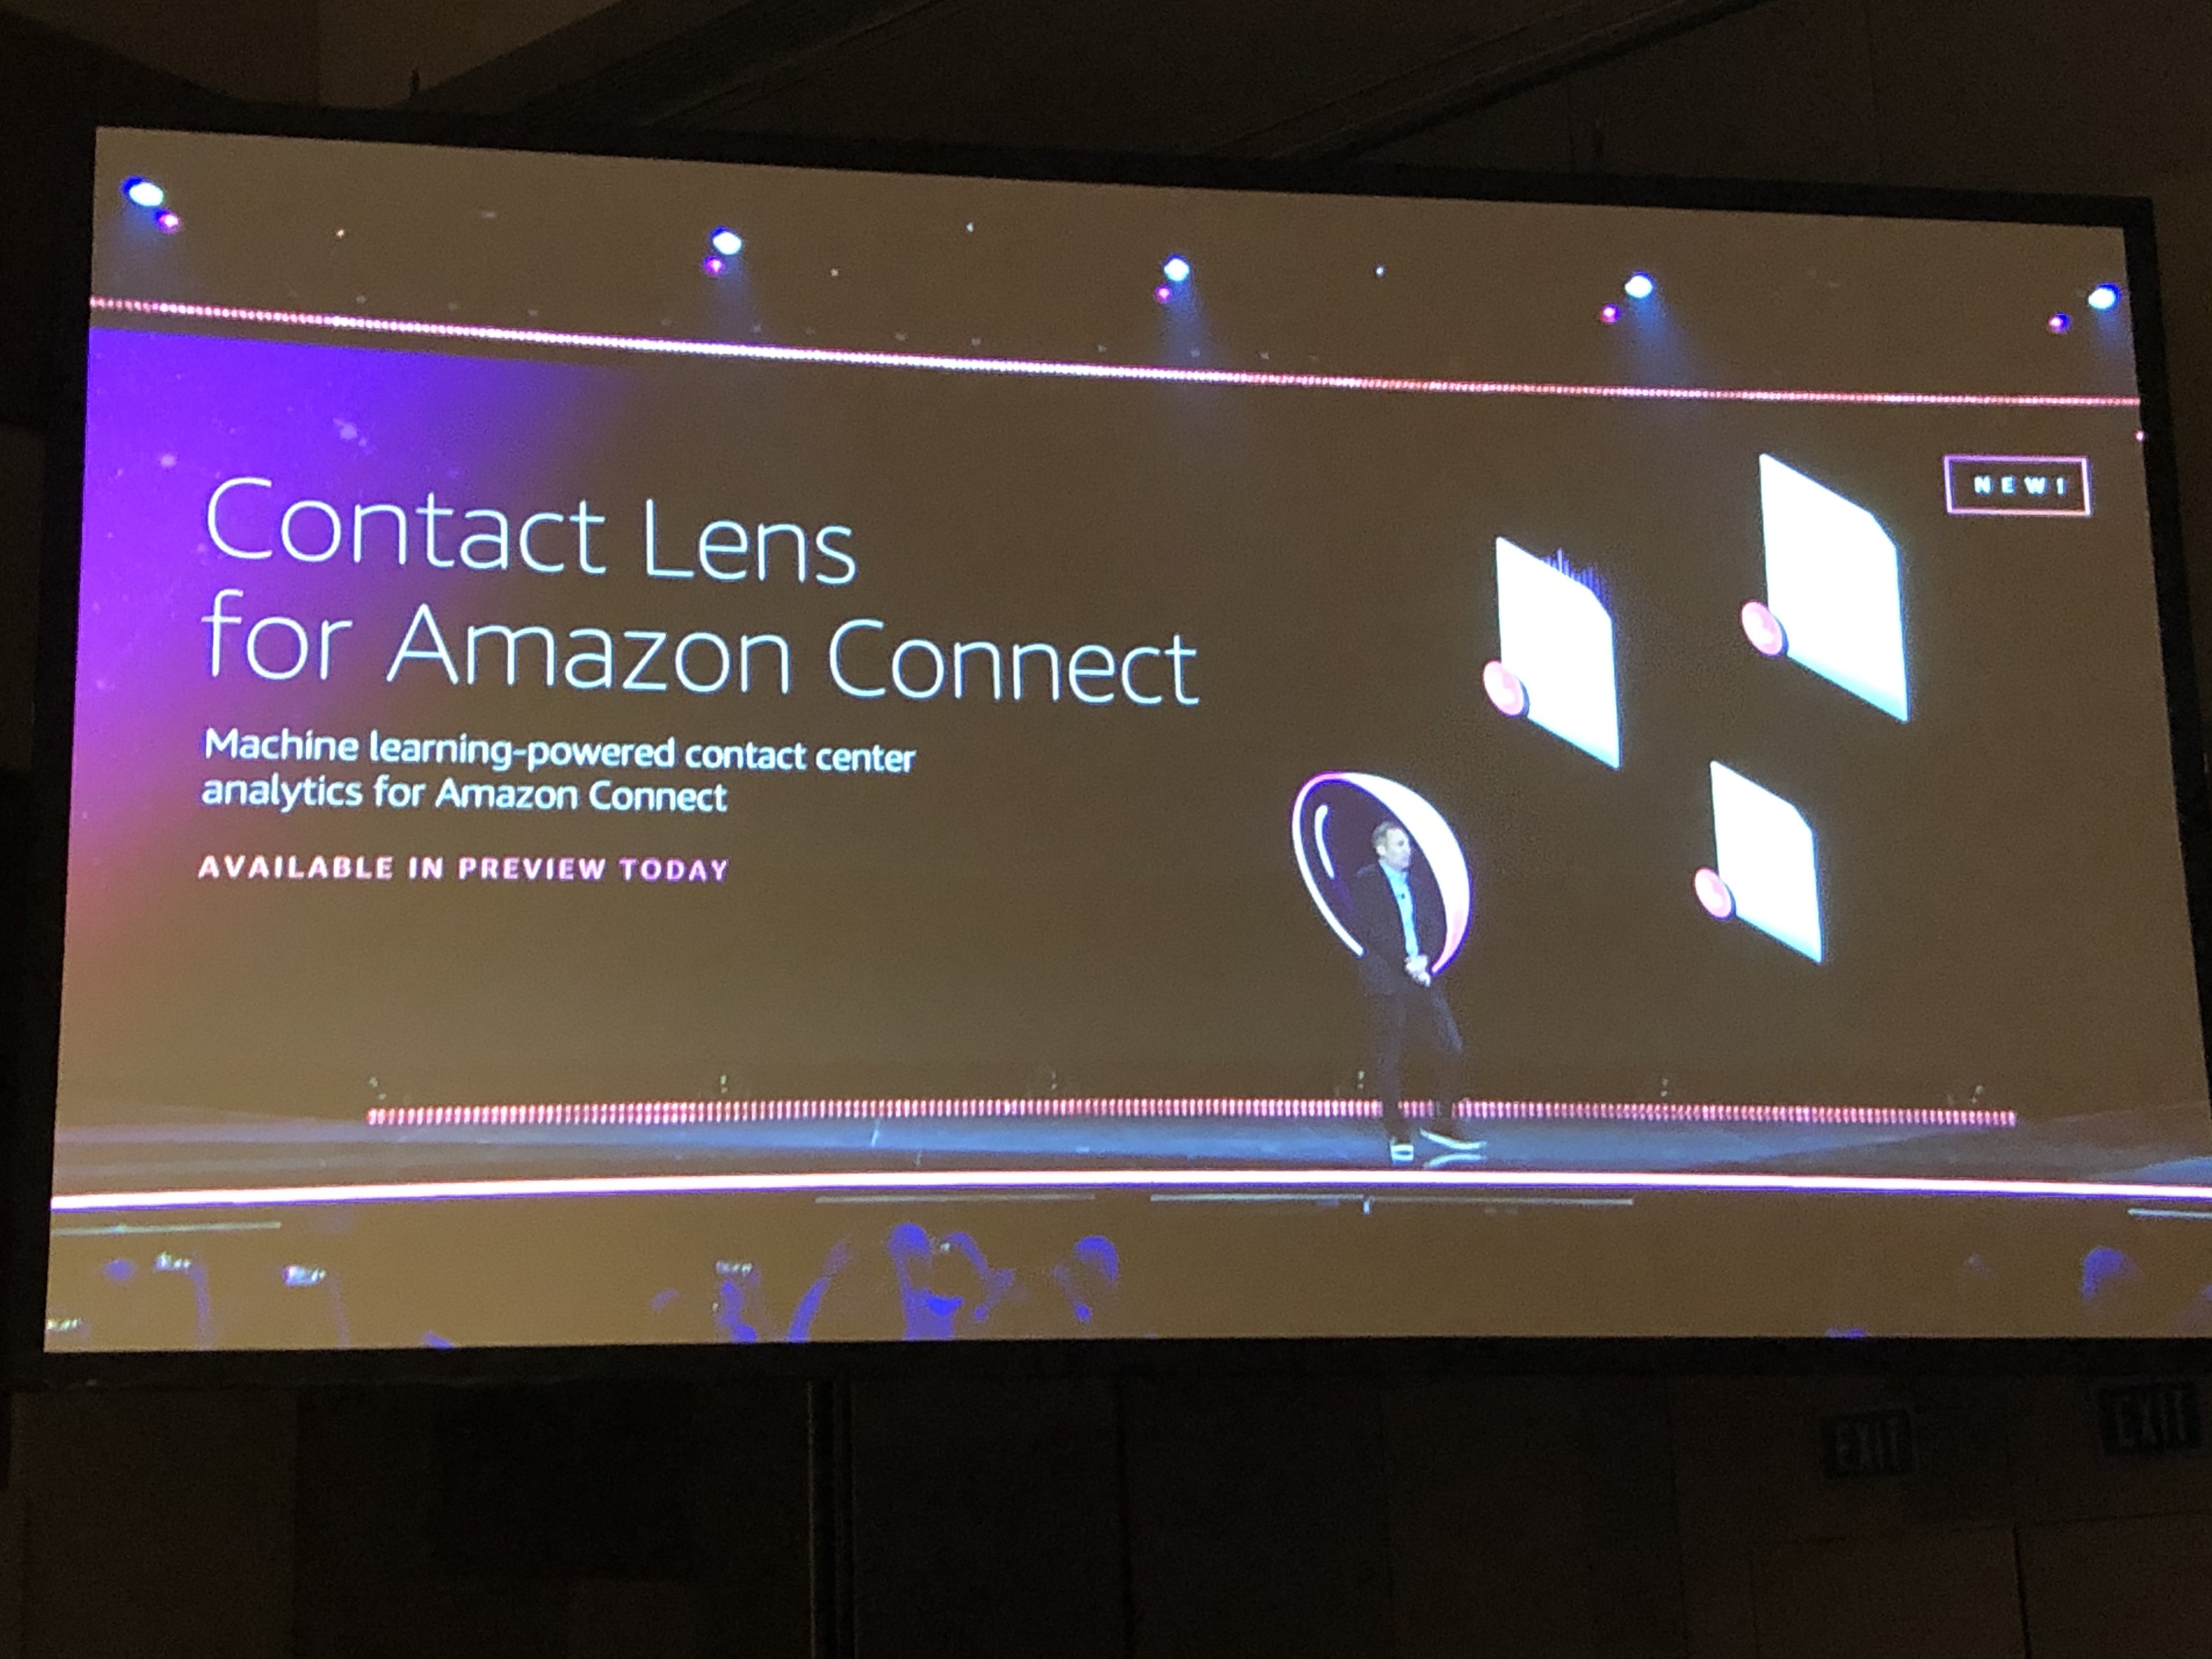 NEW!
Contact Lens
for Amazon Connect
Machine learning-powered contact center
analytics for Amazon Connect
AVAILABLE IN PREVIEW TODAY
EXIT
EXIT